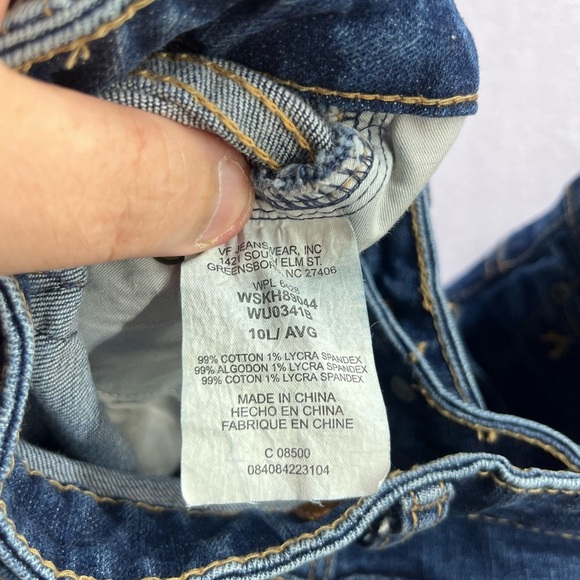 VF JEANSWEAR, INC
1421 SOU ELM ST.
GREENSBORO, NC 27406
WPL 6428
WSKH89044
WU03418
10L/ AVG
99% COTTON 1% LYCRA SPANDEX
99% ALGODON 1% LYCRA SPANDEX
99% COTON 1% LYCRA SPANDEX
MADE IN CHINA
HECHO EN CHINA
FABRIQUE EN CHINE
C 08500
084084223104